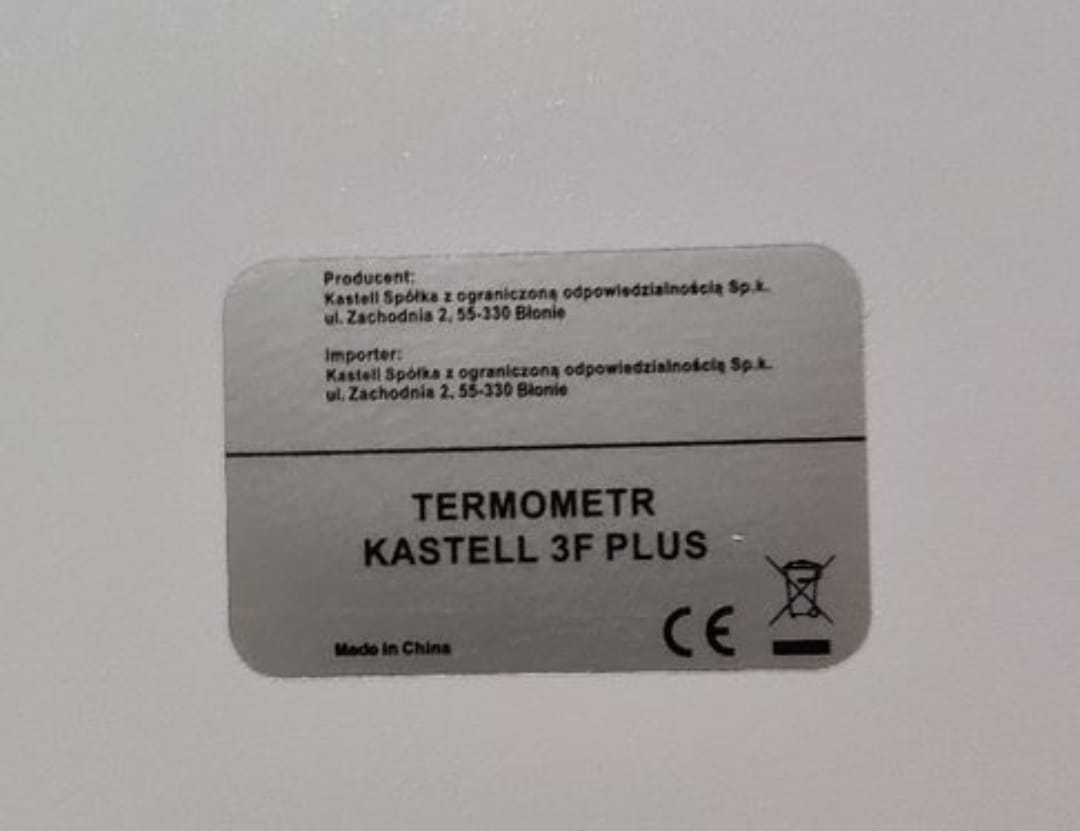 Producent:
Kastell Spółka z ograniczoną odpowiedzialnością Sp.k.
ul. Zachodnia 2, 55-330 Błonie
Importer:
Kastell Spółka z ograniczoną odpowiedzialnością Sp.k.
ul. Zachodnia 2, 55-330 Błonie
TERMOMETR
KASTELL 3F PLUS
CE
Made in China